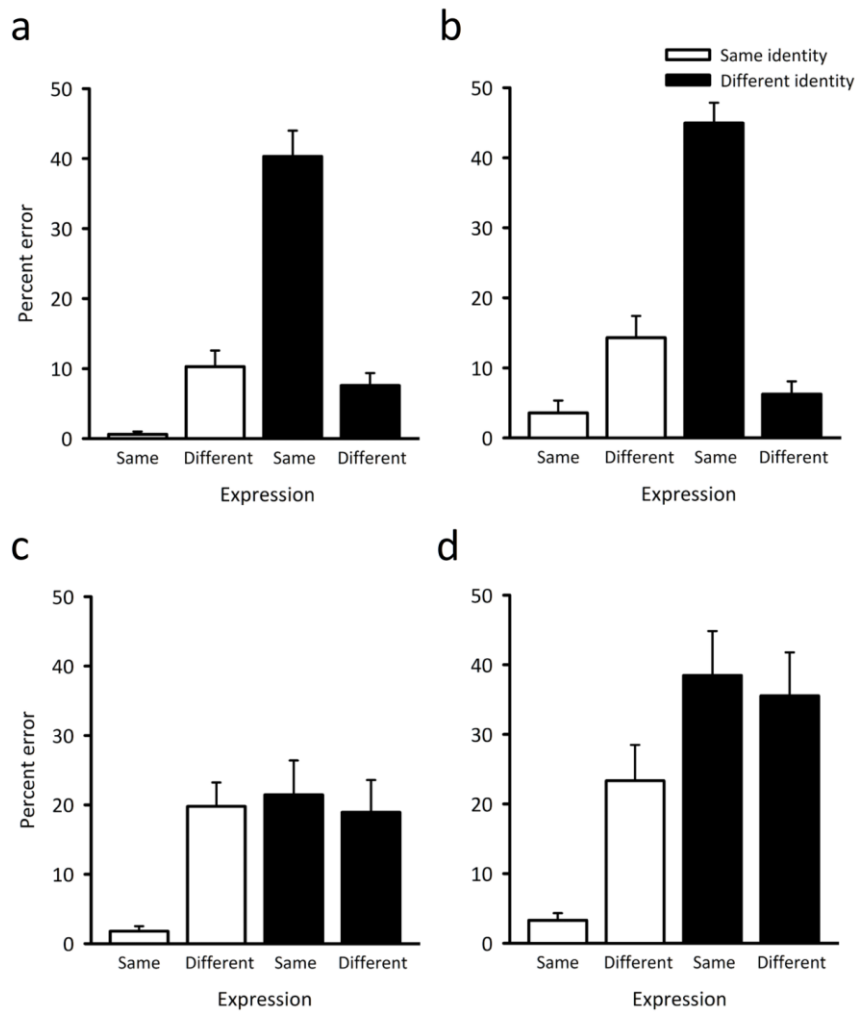 a
50
40
30
20
10
0
Percent error
Same Different Same Different
Expression
b
Same identity
Different identity
50
40
30
20
10
0
Same Different Same Different
Expression
c
50
40
30
20
10
0
Percent error
Same Different Same Different
Expression
d
50
40
30
20
10
0
Same Different Same Different
Expression